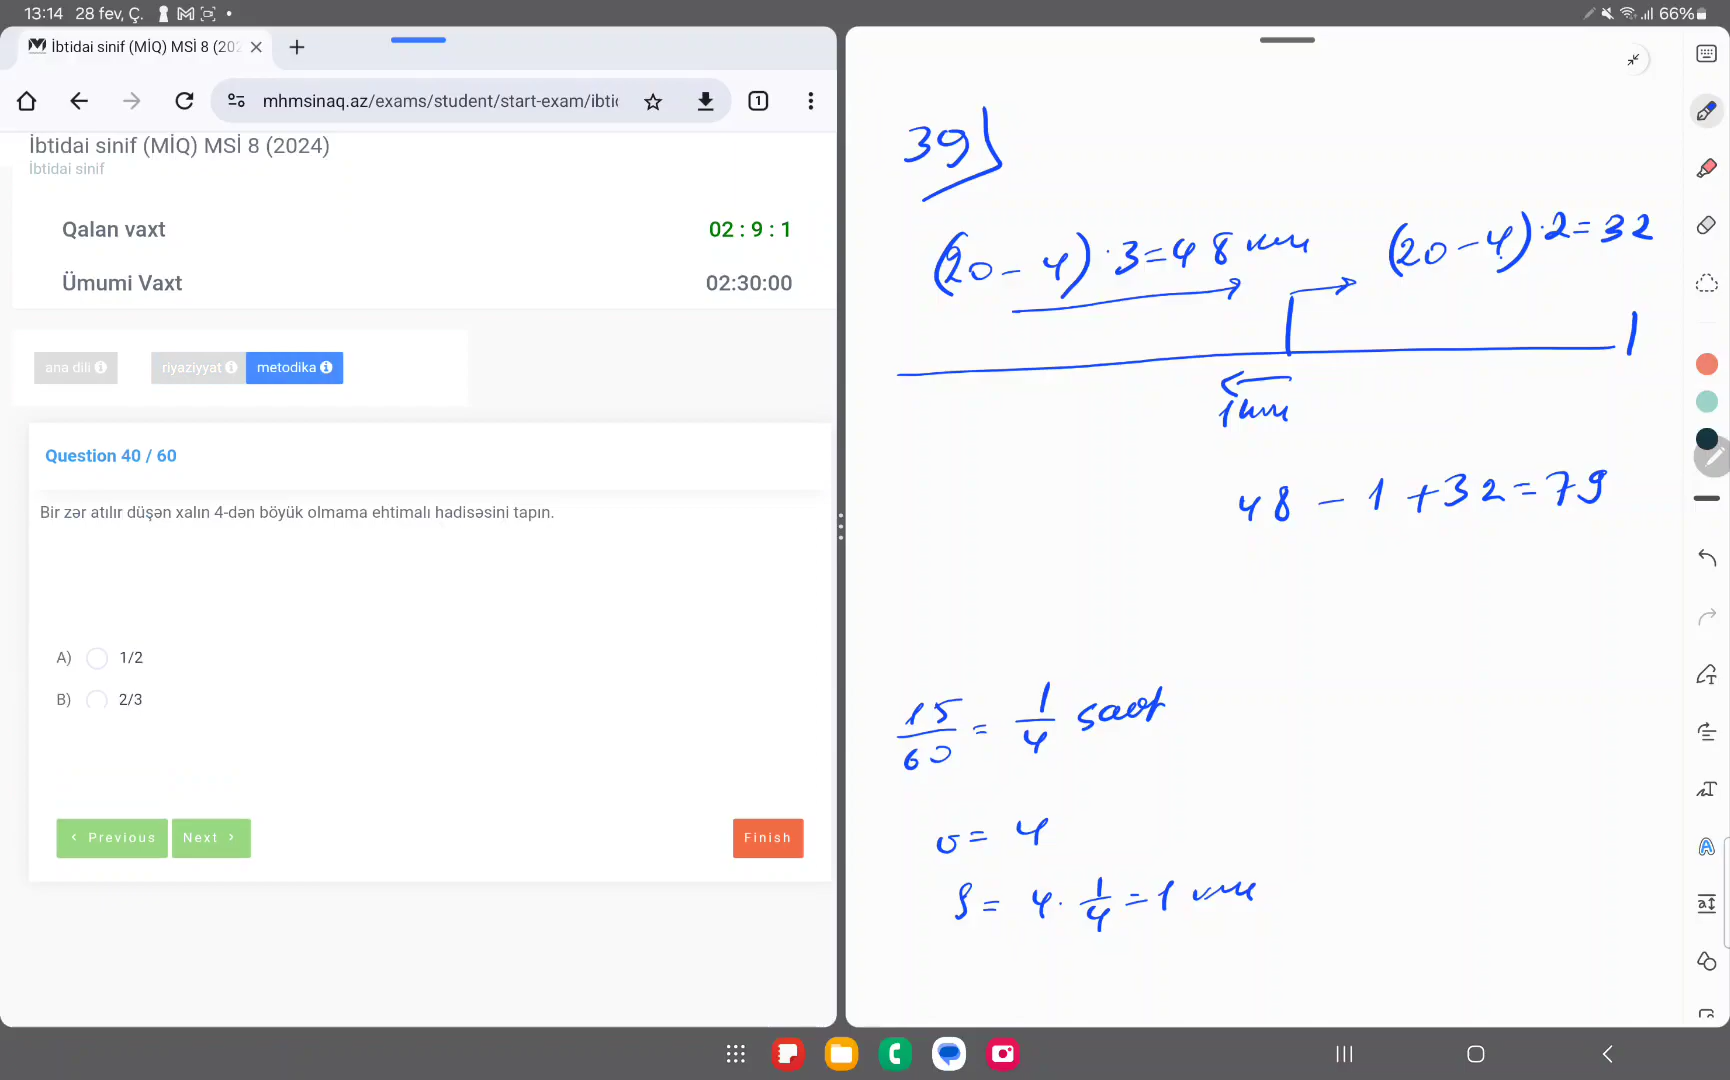 13:14 28 fev, Ç. 66%
İbtidai sinif (MİQ) MSİ 8 (202
mhmsinaq.az/exams/student/start-exam/ibti
1
İbtidai sinif (MİQ) MSİ 8 (2024)
İbtidai sinif
Qalan vaxt 02 : 9 : 1
Ümumi Vaxt 02:30:00
ana dili riyaziyyat metodika
Question 40 / 60
Bir zər atılır düşən xalın 4-dən böyük olmama ehtimalı hadisəsini tapın.
A) 1/2
B) 2/3
< Previous Next > Finish
39
(20 - 4) · 3 = 48 km (20 - 4) · 2 = 32
1 km
48 - 1 + 32 = 79
15/60 = 1/4 saat
v = 4
S = 4 · 1/4 = 1 km